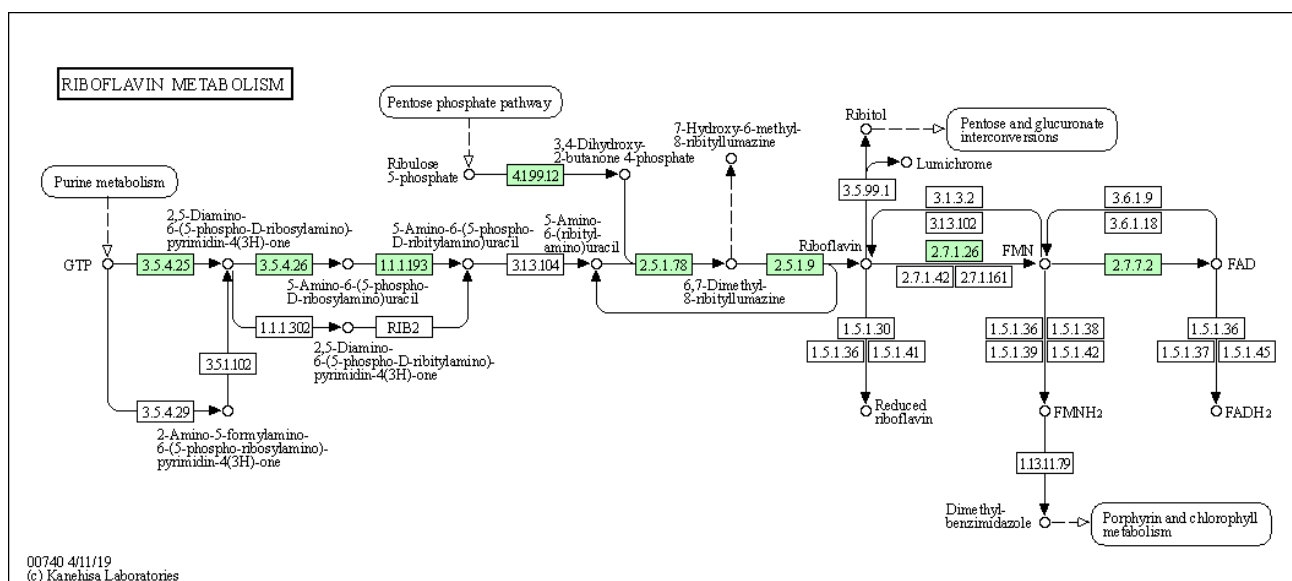 RIBOFLAVIN METABOLISM
Pentose phosphate pathway
Ribulose
5-phosphate
4.1.99.12
3,4-Dihydroxy-
2-butanone 4-phosphate
7-Hydroxy-6-methyl-
8-ribityllumazine
Ribitol
Pentose and glucuronate
interconversions
Lumichrome
3.5.99.1
Purine metabolism
GTP
3.5.4.25
2,5-Diamino-
6-(5-phospho-D-ribosylamino)-
pyrimidin-4(3H)-one
3.5.4.26
5-Amino-6-(5-phospho-
D-ribosylamino)uracil
1.1.1.193
5-Amino-6-(5-phospho-
D-ribitylamino)uracil
3.1.3.104
5-Amino-
6-(ribityl-
amino)uracil
2.5.1.78
6,7-Dimethyl-
8-ribityllumazine
2.5.1.9
Riboflavin
3.1.3.2
3.1.3.102
2.7.1.26
2.7.1.42
2.7.1.161
FMN
3.6.1.9
3.6.1.18
2.7.7.2
FAD
1.1.1.302
RIB2
2,5-Diamino-
6-(5-phospho-D-ribitylamino)-
pyrimidin-4(3H)-one
3.5.1.102
3.5.4.29
2-Amino-5-formylamino-
6-(5-phospho-ribosylamino)-
pyrimidin-4(3H)-one
1.5.1.30
1.5.1.36
1.5.1.41
Reduced
riboflavin
1.5.1.36
1.5.1.38
1.5.1.39
1.5.1.42
FMNH2
1.5.1.36
1.5.1.37
1.5.1.45
FADH2
1.13.11.79
Dimethyl-
benzimidazole
Porphyrin and chlorophyll
metabolism
00740 4/11/19
(c) Kanehisa Laboratories